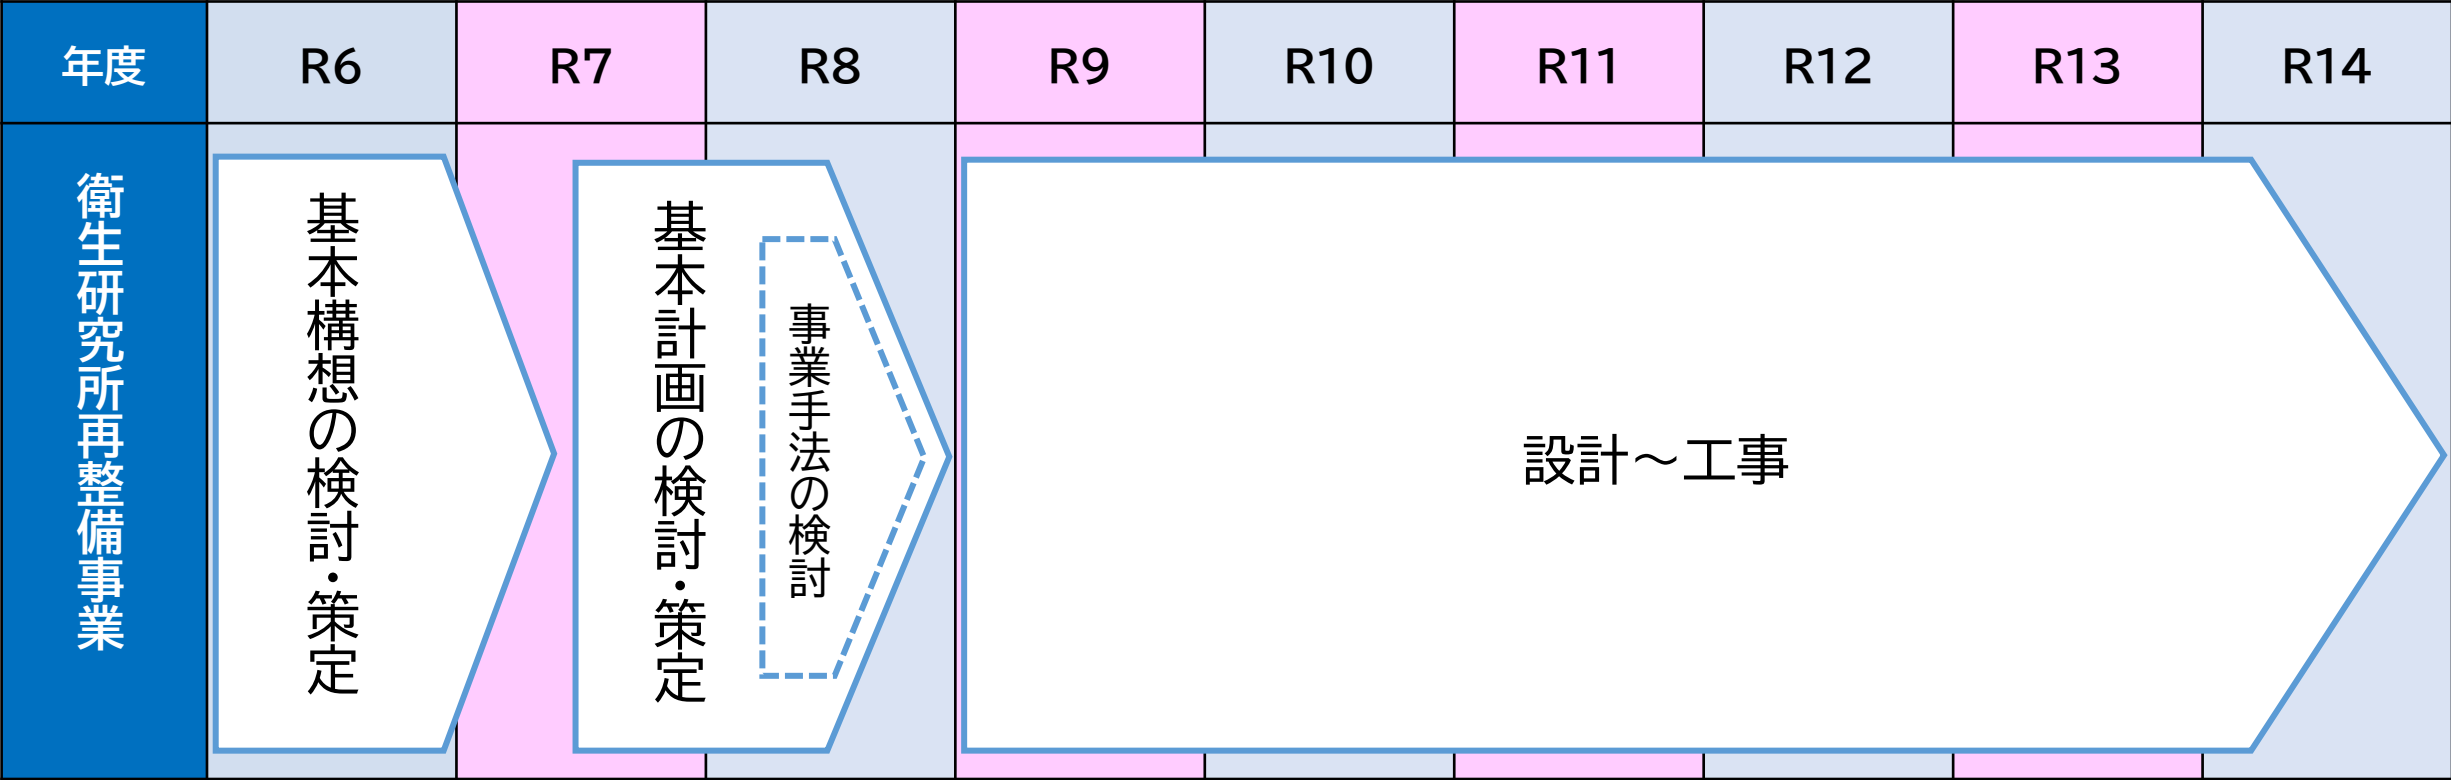 年度
R6
R7
R8
R9
R10
R11
R12
R13
R14
衛生研究所再整備事業
基本構想の検討・策定
基本計画の検討・策定
事業手法の検討
設計～工事